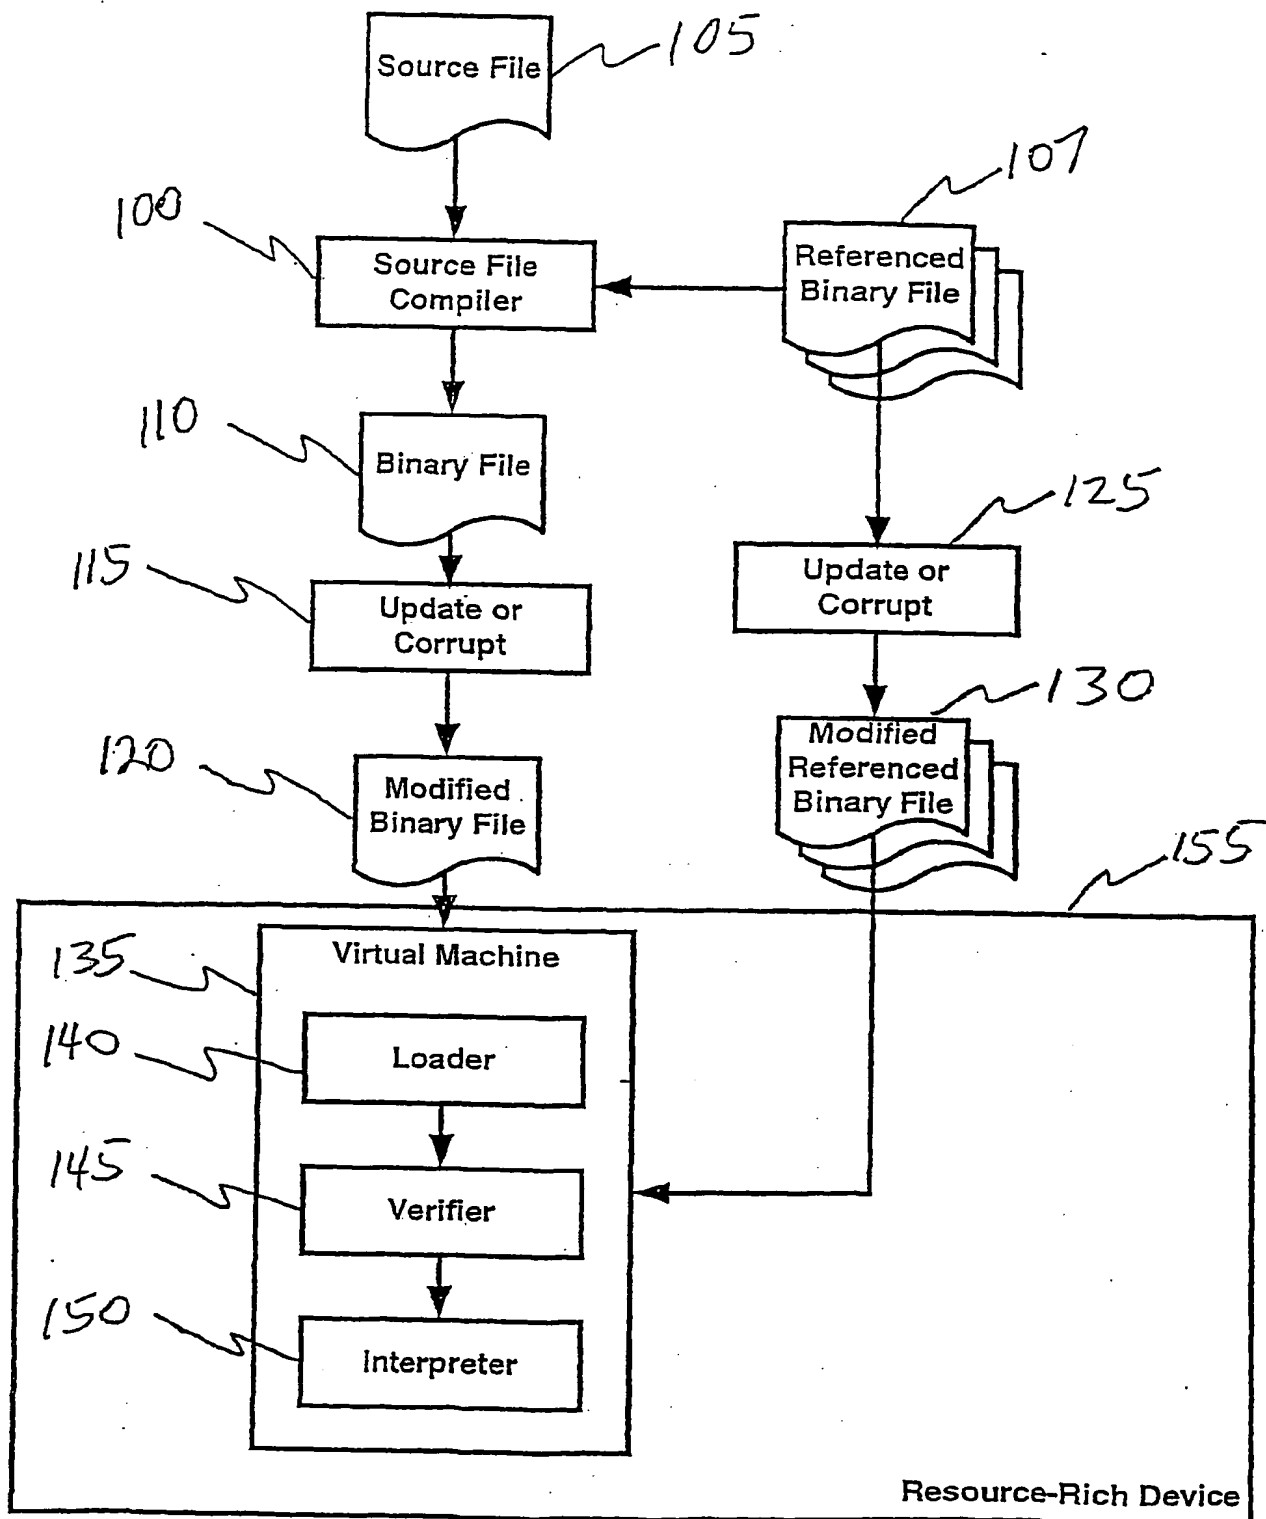 Source File
105
107
100
Source File
Compiler
Referenced
Binary File
110
Binary File
125
115
Update or
Corrupt
Update or
Corrupt
130
120
Modified
Binary File
Modified
Referenced
Binary File
155
135
Virtual Machine
140
Loader
145
Verifier
150
Interpreter
Resource-Rich Device